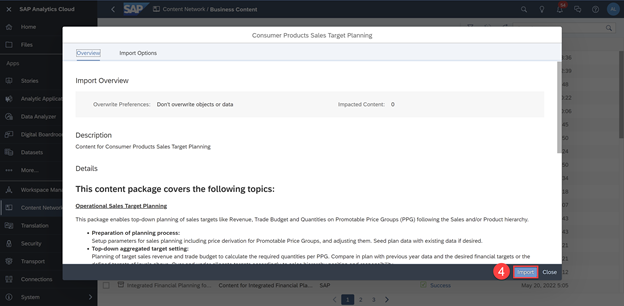 SAP Analytics Cloud
SAP
Content Network / Business Content
Home
Files
Apps
Stories
Analytic Applica
Data Analyzer
Digital Boardroo
Datasets
More...
Workspace Mana
Content Network
Translation
Security
Transport
Connections
System
Consumer Products Sales Target Planning
Overview
Import Options
Import Overview
Overwrite Preferences: Don't overwrite objects or data
Impacted Content: 0
Description
Content for Consumer Products Sales Target Planning
Details
This content package covers the following topics:
Operational Sales Target Planning
This package enables top-down planning of sales targets like Revenue, Trade Budget and Quantities on Promotable Price Groups (PPG) following the Sales and/or Product hierarchy.
• Preparation of planning process:
Setup parameters for sales planning including price derivation for Promotable Price Groups, and adjusting them. Seed plan data with existing data if desired.
• Top-down aggregated target setting:
Planning of target sales revenue and trade budget to calculate the required quantities per PPG. Compare in plan with previous year data and the desired financial targets or the
4
Import
Close
Integrated Financial Planning fo...
Content for Integrated Financial Pla...
SAP
Success
May 20, 2022 5:05
1 2 3